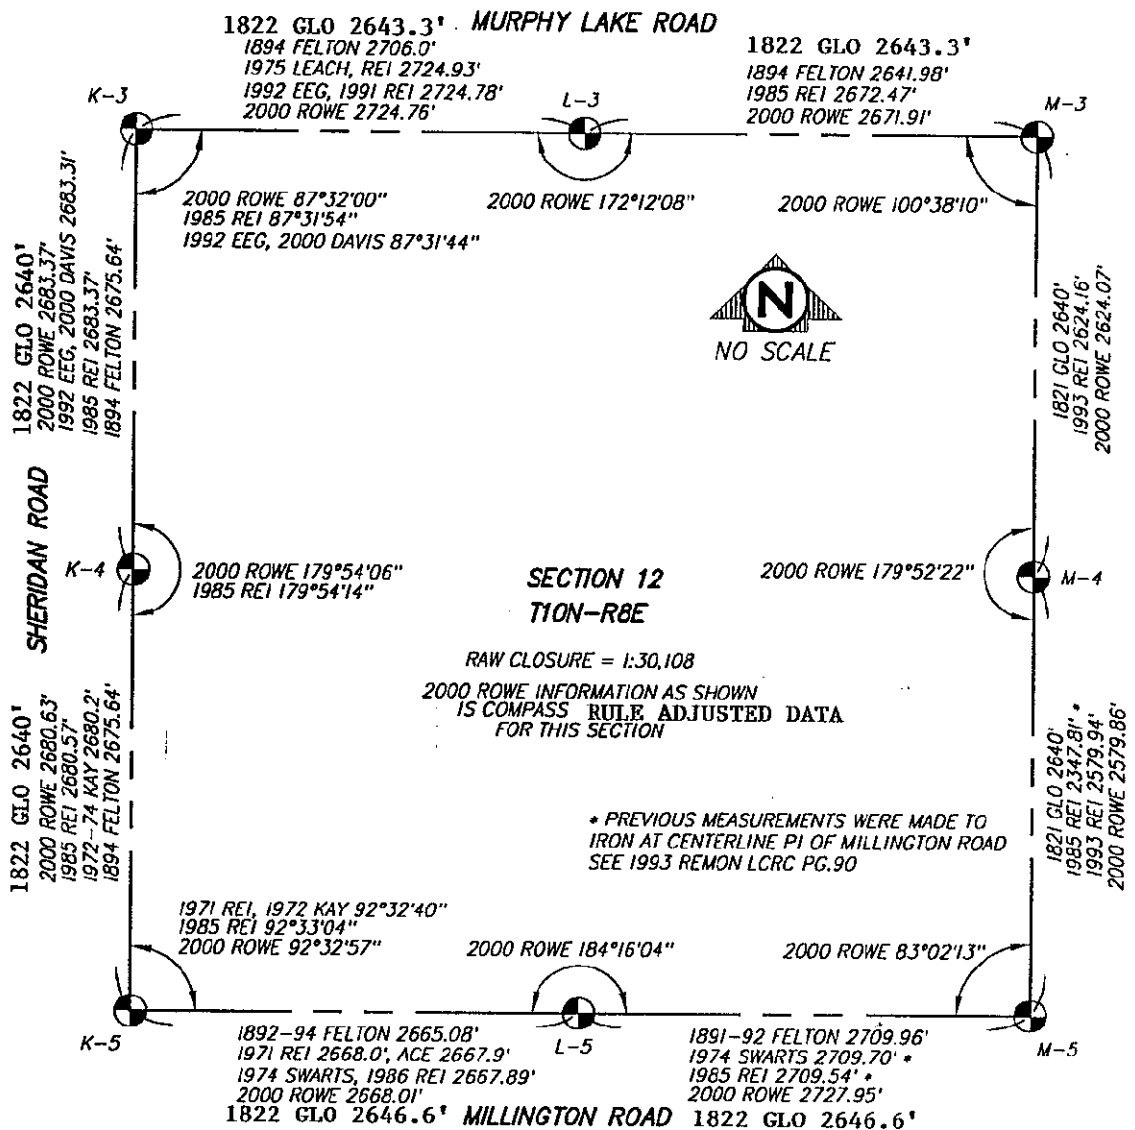 1822 GLO 2643.3' MURPHY LAKE ROAD
1894 FELTON 2706.0'
1975 LEACH, REI 2724.93'
1992 EEG, 1991 REI 2724.78'
2000 ROWE 2724.76'
1822 GLO 2643.3'
1894 FELTON 2641.98'
1985 REI 2672.47'
2000 ROWE 2671.91'
K-3
L-3
M-3
2000 ROWE 87°32'00"
1985 REI 87°31'54"
1992 EEG, 2000 DAVIS 87°31'44"
2000 ROWE 172°12'08"
2000 ROWE 100°38'10"
1822 GLO 2640'
2000 ROWE 2683.37'
1992 EEG, 2000 DAVIS 2683.31'
1985 REI 2683.37'
1894 FELTON 2675.64'
N
NO SCALE
1821 GLO 2640'
1993 REI 2624.16'
2000 ROWE 2624.07'
SHERIDAN ROAD
K-4
2000 ROWE 179°54'06"
1985 REI 179°54'14"
SECTION 12
T10N-R8E
2000 ROWE 179°52'22"
M-4
RAW CLOSURE = 1:30,108
2000 ROWE INFORMATION AS SHOWN
IS COMPASS RULE ADJUSTED DATA
FOR THIS SECTION
1822 GLO 2640'
2000 ROWE 2680.63'
1985 REI 2680.57'
1972-74 KAY 2680.2'
1894 FELTON 2675.64'
* PREVIOUS MEASUREMENTS WERE MADE TO
IRON AT CENTERLINE PI OF MILLINGTON ROAD
SEE 1993 REMON LCRC PG.90
1821 GLO 2640'
1985 REI 2347.81' *
1993 REI 2579.94'
2000 ROWE 2579.86'
1971 REI, 1972 KAY 92°32'40"
1985 REI 92°33'04"
2000 ROWE 92°32'57"
2000 ROWE 184°16'04"
2000 ROWE 83°02'13"
K-5
L-5
M-5
1892-94 FELTON 2665.08'
1971 REI 2668.0', ACE 2667.9'
1974 SWARTS, 1986 REI 2667.89'
2000 ROWE 2668.01'
1891-92 FELTON 2709.96'
1974 SWARTS 2709.70' *
1985 REI 2709.54' *
2000 ROWE 2727.95'
1822 GLO 2646.6' MILLINGTON ROAD 1822 GLO 2646.6'